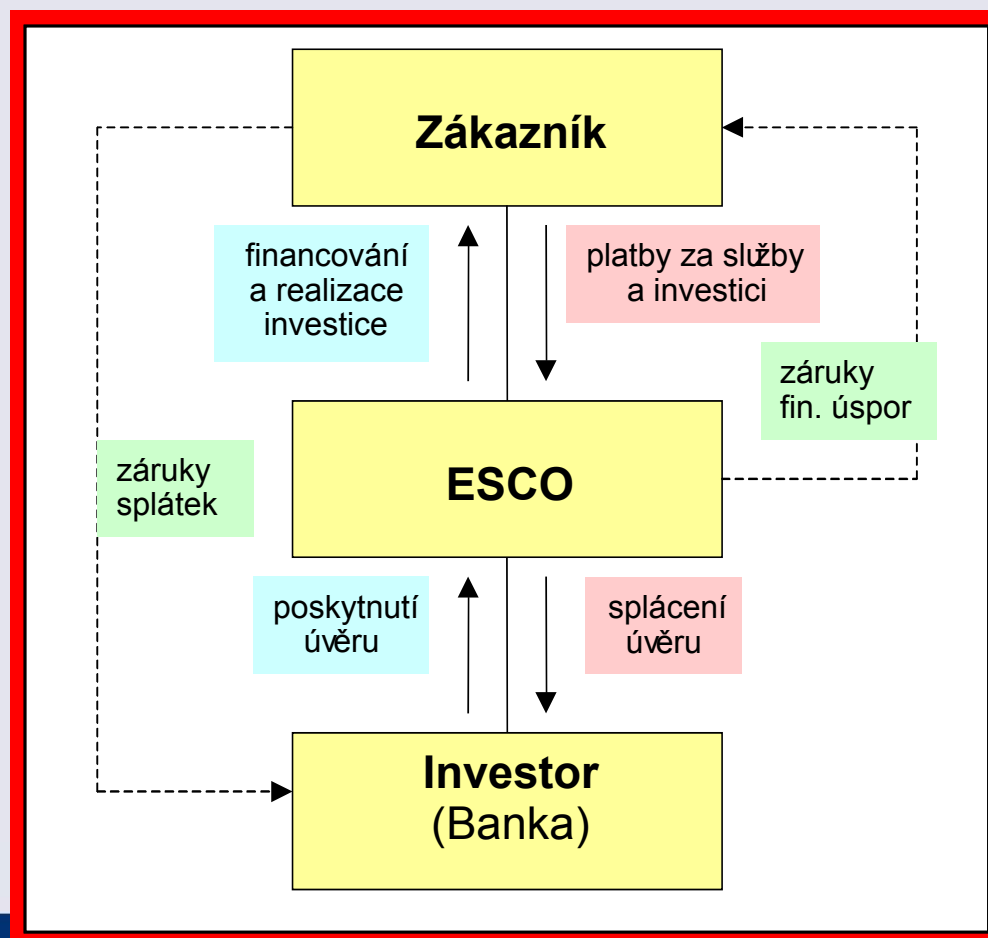 Zákazník
financování
a realizace
investice
platby za služby
a investici
záruky
fin. úspor
ESCO
záruky
splátek
poskytnutí
úvěru
splácení
úvěru
Investor
(Banka)